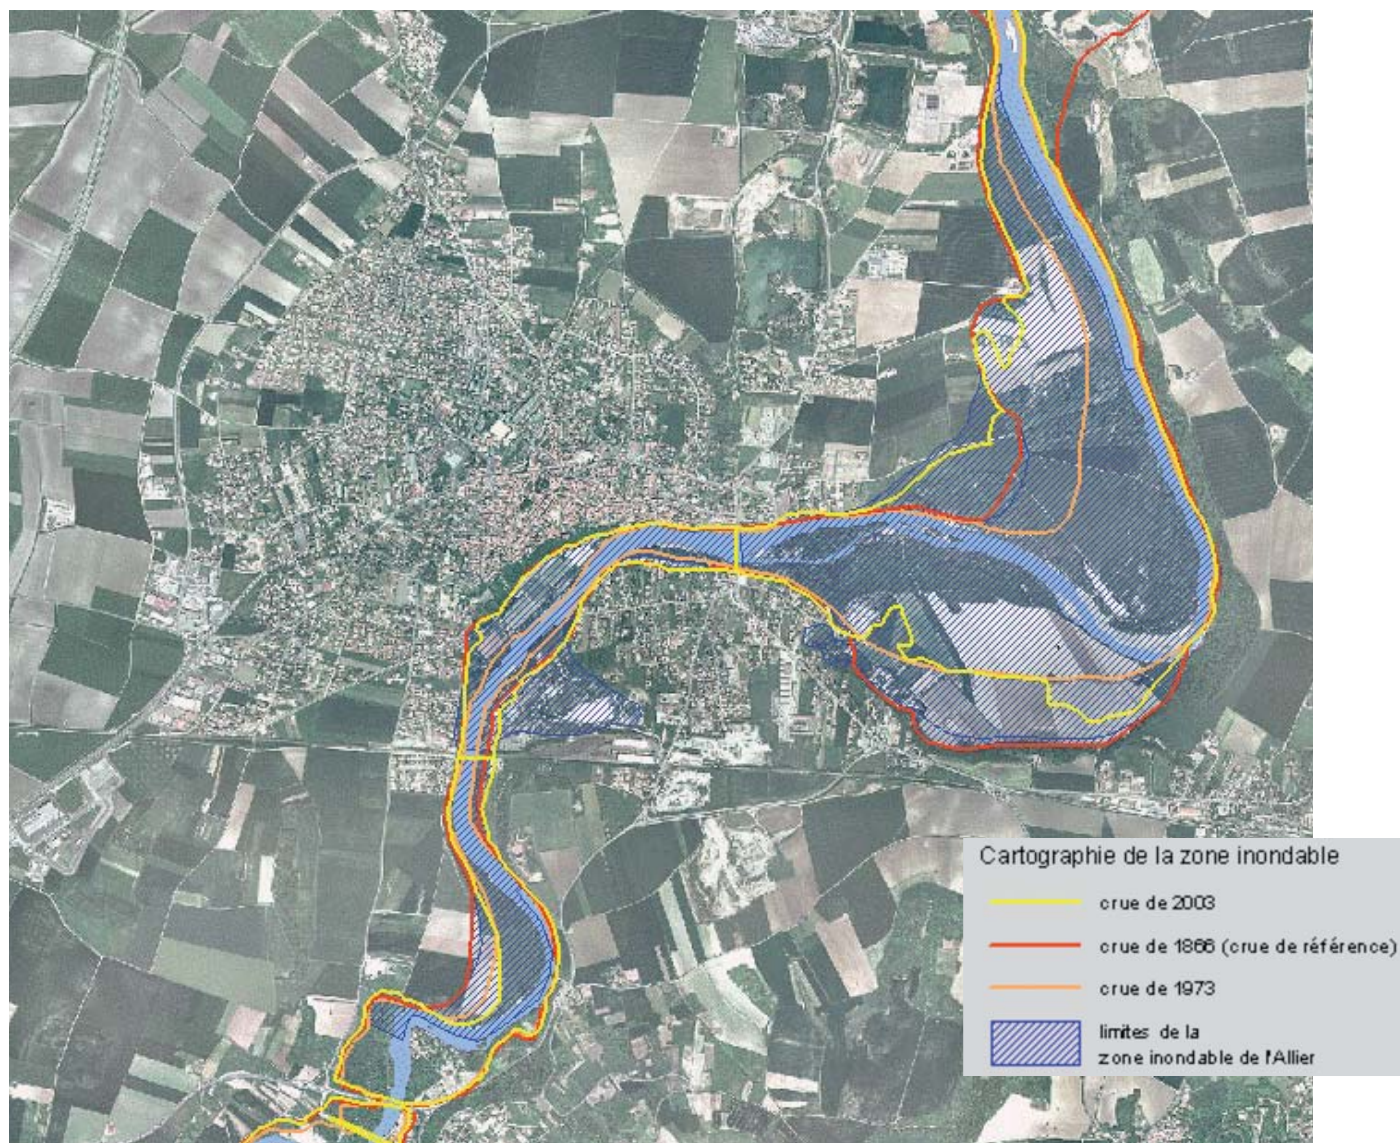 Cartographie de la zone inondable
crue de 2003
crue de 1866 (crue de référence)
crue de 1973
limites de la
zone inondable de l'Allier